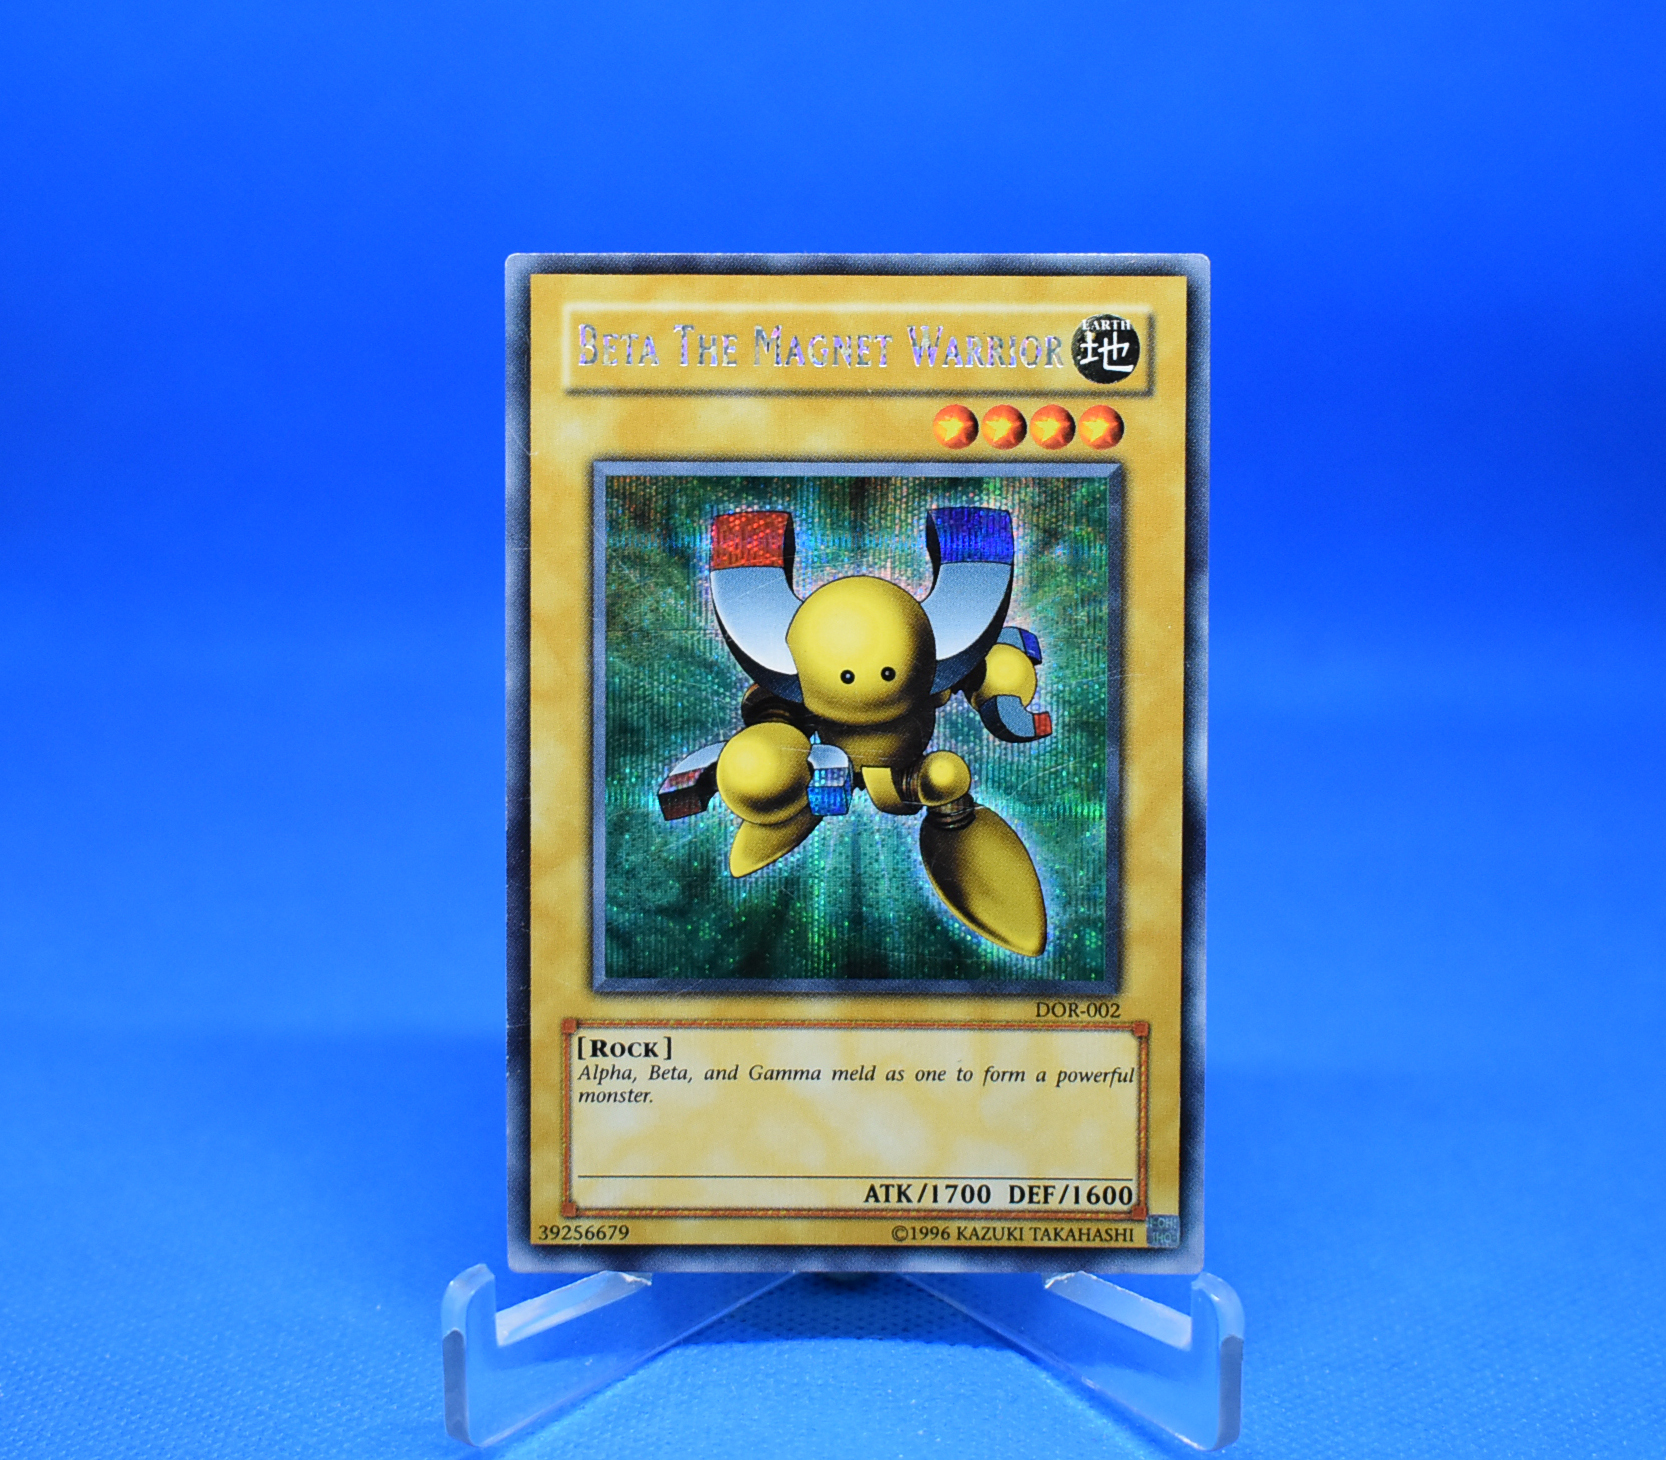 BETA THE MAGNET WARRIOR
EARTH
地
DOR-002
[ROCK]
Alpha, Beta, and Gamma meld as one to form a powerful
monster.
ATK/1700 DEF/1600
39256679
©1996 KAZUKI TAKAHASHI